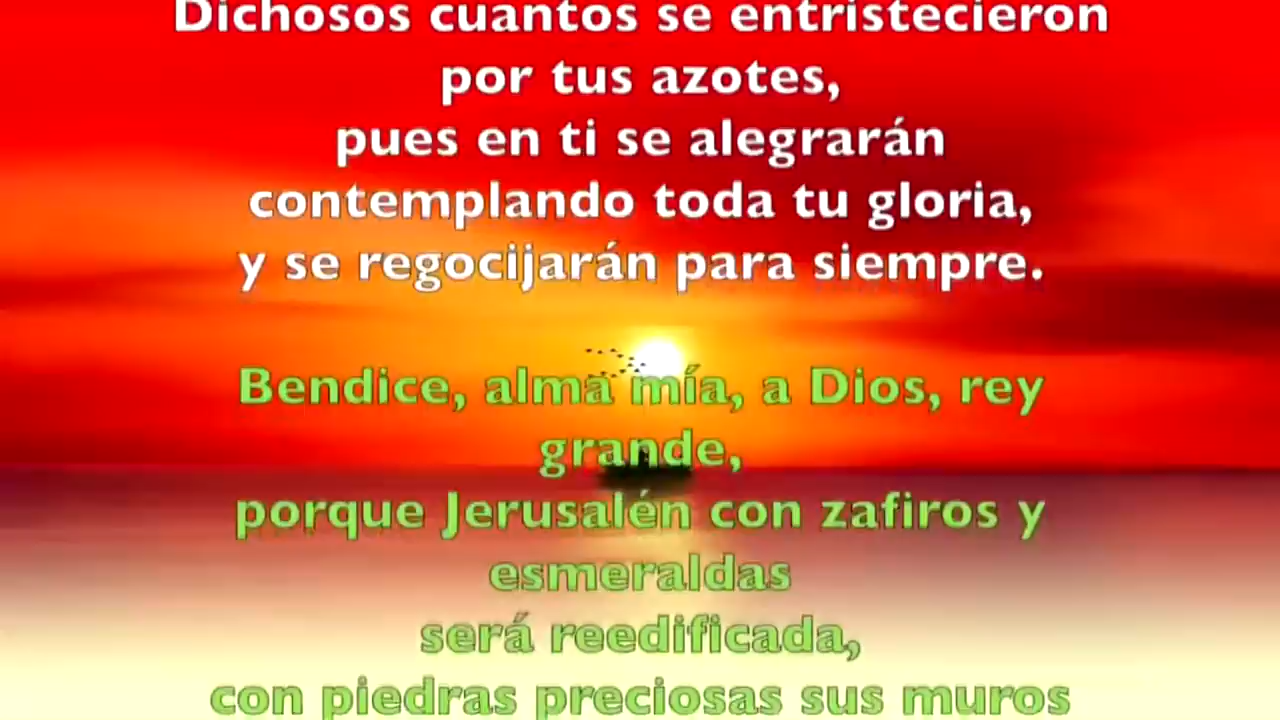 Dichosos cuantos se entristecieron
por tus azotes,
pues en ti se alegrarán
contemplando toda tu gloria,
y se regocijarán para siempre.
Bendice, alma mía, a Dios, rey
grande,
porque Jerusalén con zafiros y
esmeraldas
será reedificada,
con piedras preciosas sus muros